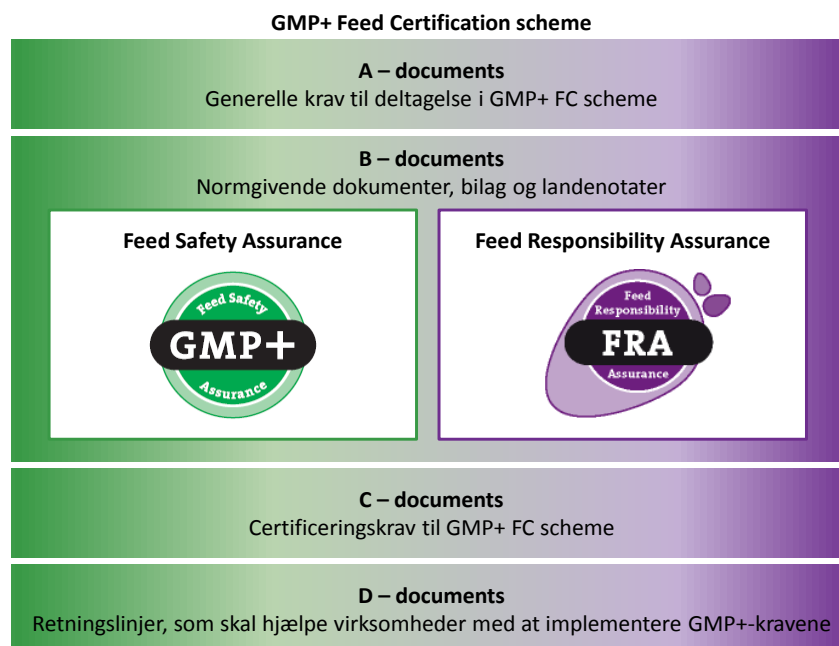 GMP+ Feed Certification scheme
A – documents
Generelle krav til deltagelse i GMP+ FC scheme
B – documents
Normgivende dokumenter, bilag og landenotater
Feed Safety Assurance
Feed Safety
GMP+
Assurance
Feed Responsibility Assurance
Feed
Responsibility
FRA
Assurance
C – documents
Certificeringskrav til GMP+ FC scheme
D – documents
Retningslinjer, som skal hjælpe virksomheder med at implementere GMP+-kravene